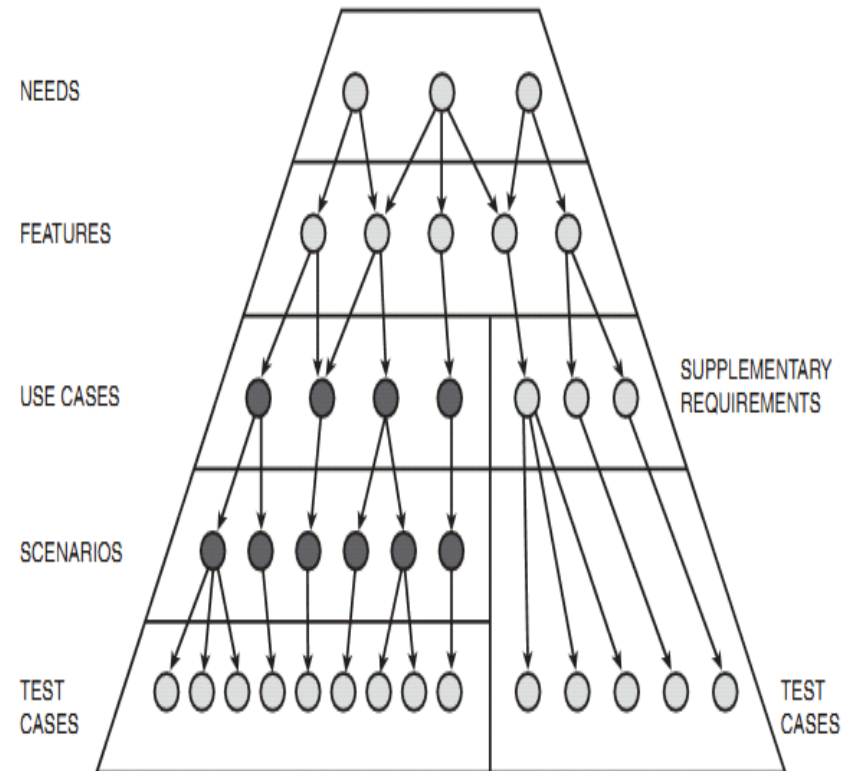 NEEDS
FEATURES
USE CASES
SUPPLEMENTARY
REQUIREMENTS
SCENARIOS
TEST
CASES
TEST
CASES